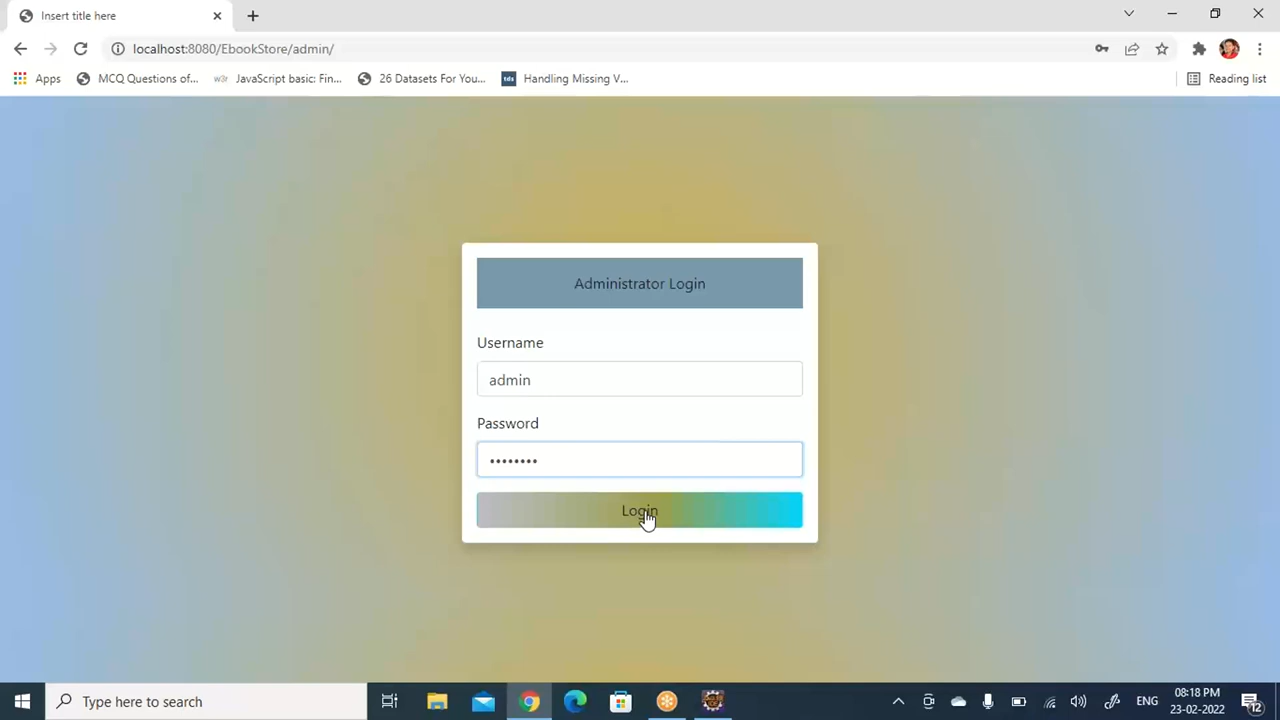 Insert title here
localhost:8080/EbookStore/admin/
Apps
MCQ Questions of...
JavaScript basic: Fin...
26 Datasets For You...
tds Handling Missing V...
Reading list
Administrator Login
Username
admin
Password
••••••••
Login
Type here to search
ENG
08:18 PM
23-02-2022
12